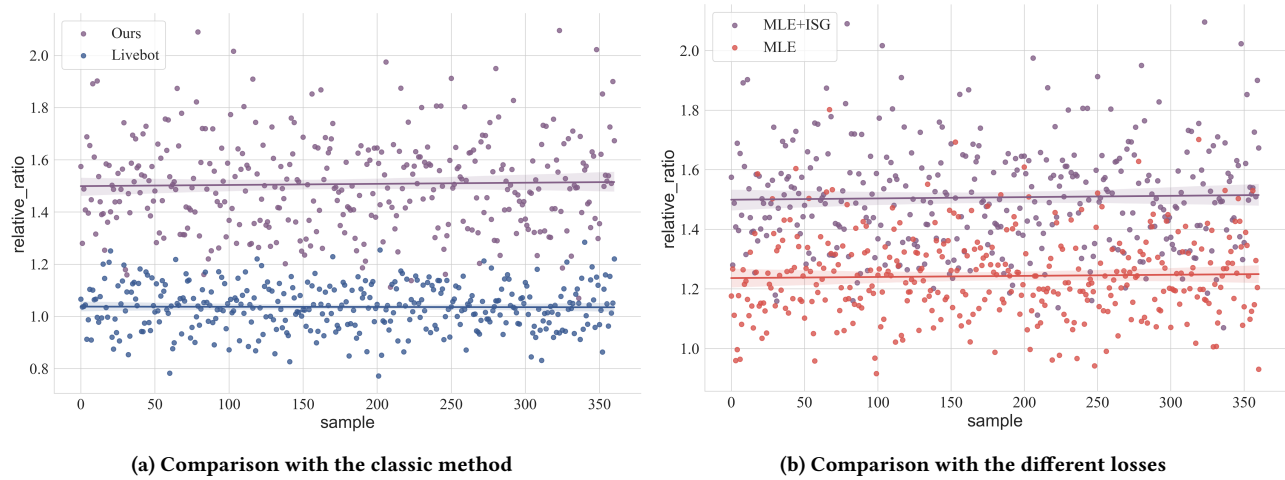 Ours
Livebot
2.0
1.8
1.6
1.4
1.2
1.0
0.8
relative_ratio
0 50 100 150 200 250 300 350
sample
(a) Comparison with the classic method
MLE+ISG
MLE
2.0
1.8
1.6
1.4
1.2
1.0
relative_ratio
0 50 100 150 200 250 300 350
sample
(b) Comparison with the different losses